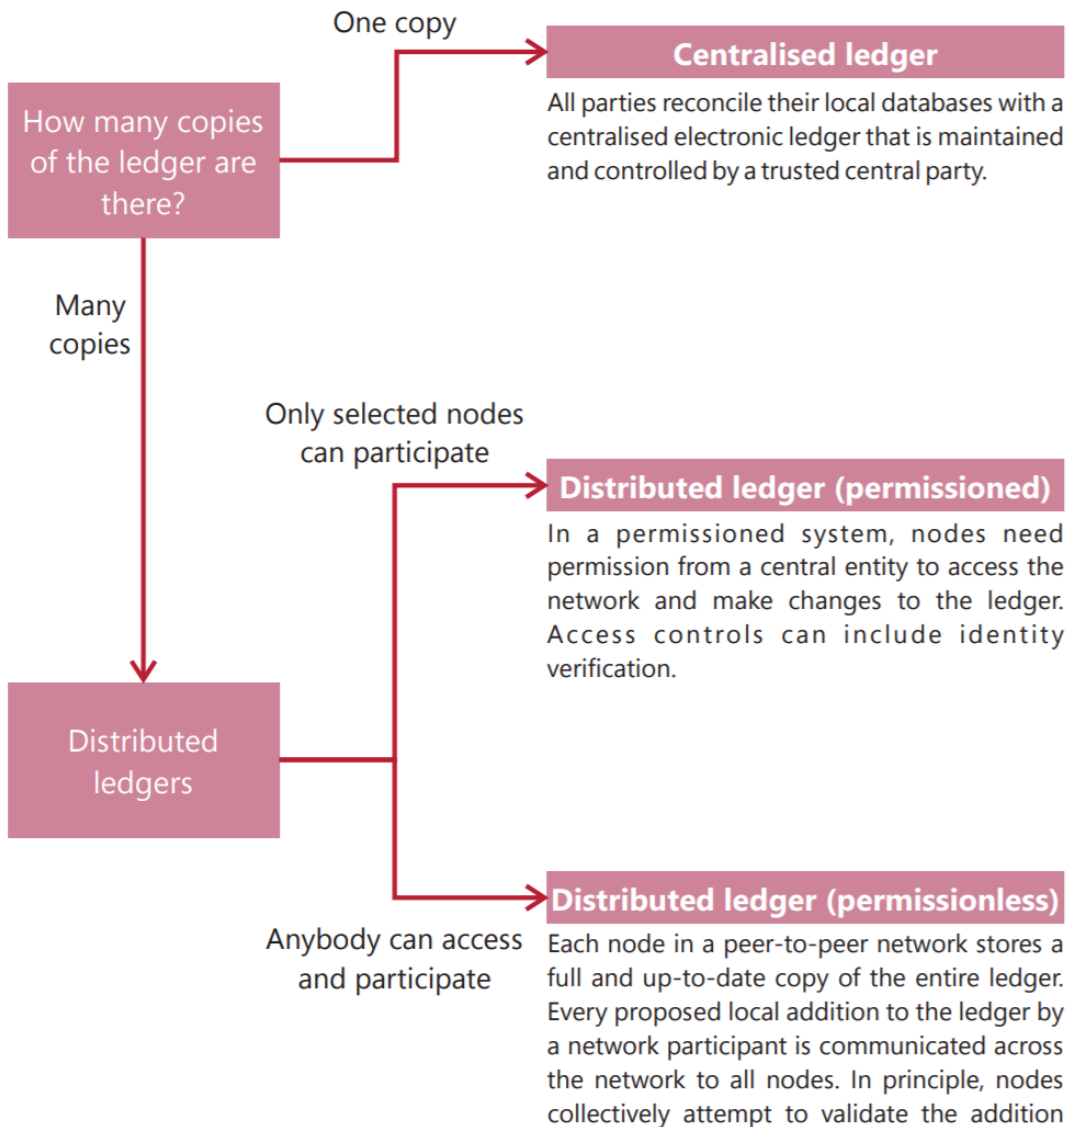 One copy
Centralised ledger
How many copies
of the ledger are
there?
All parties reconcile their local databases with a
centralised electronic ledger that is maintained
and controlled by a trusted central party.
Many
copies
Only selected nodes
can participate
Distributed ledger (permissioned)
In a permissioned system, nodes need
permission from a central entity to access the
network and make changes to the ledger.
Access controls can include identity
verification.
Distributed
ledgers
Anybody can access
and participate
Distributed ledger (permissionless)
Each node in a peer-to-peer network stores a
full and up-to-date copy of the entire ledger.
Every proposed local addition to the ledger by
a network participant is communicated across
the network to all nodes. In principle, nodes
collectively attempt to validate the addition